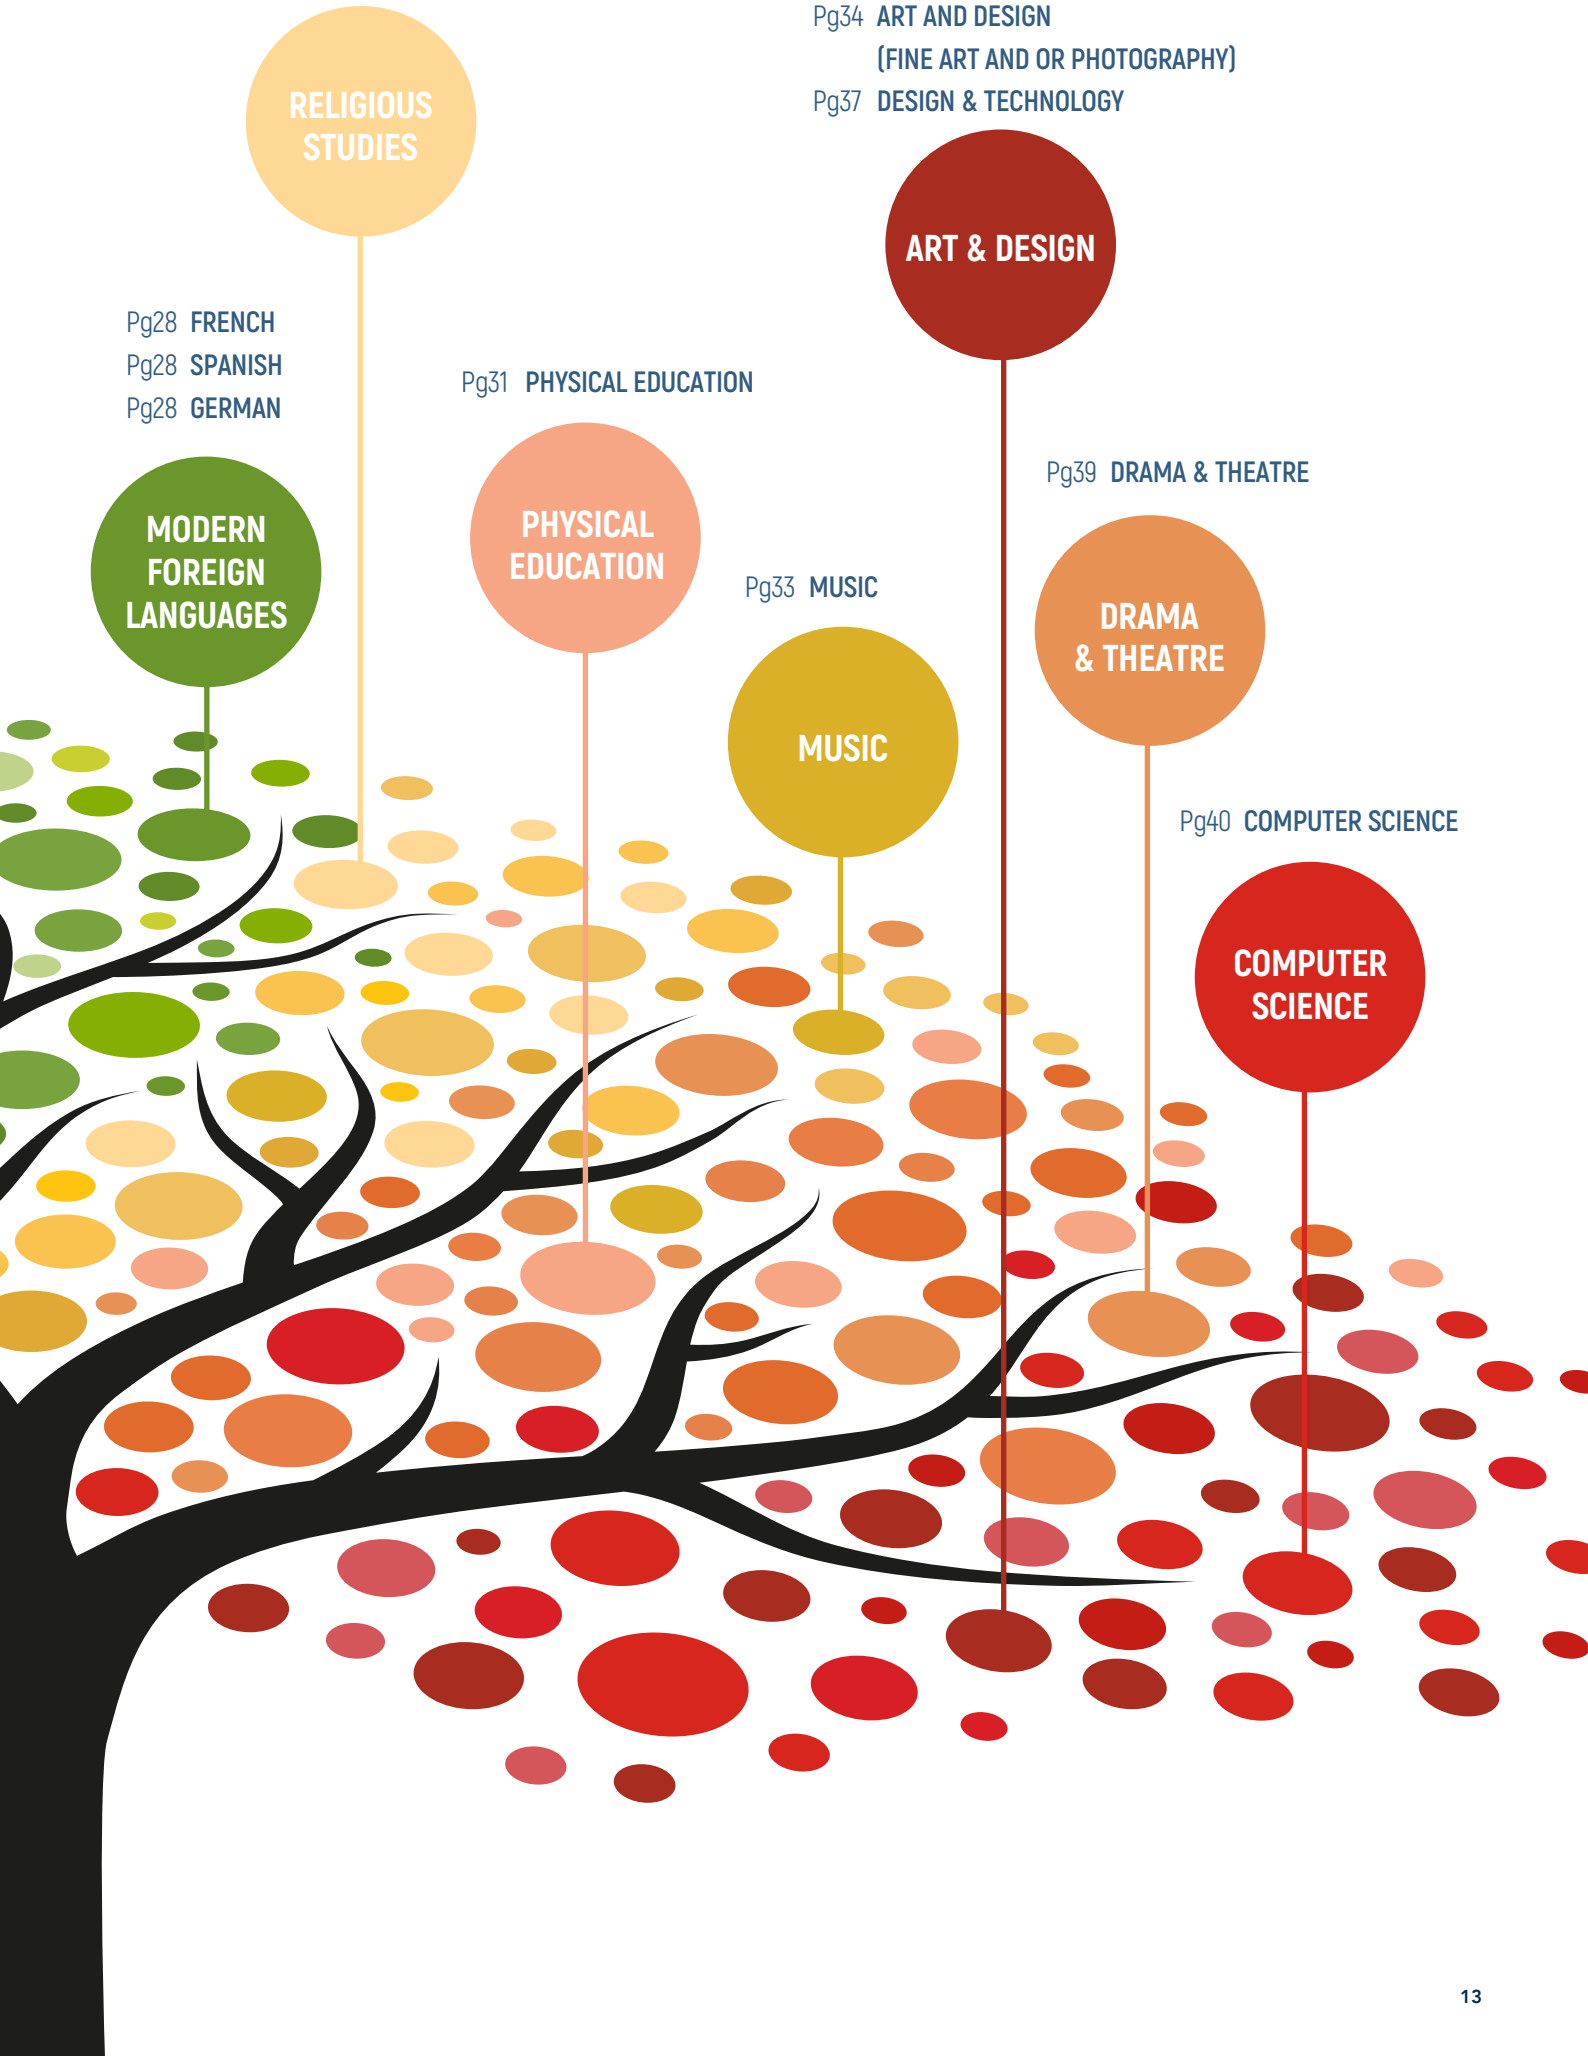 RELIGIOUS
STUDIES
Pg34 ART AND DESIGN
(FINE ART AND OR PHOTOGRAPHY)
Pg37 DESIGN & TECHNOLOGY
ART & DESIGN
Pg28 FRENCH
Pg28 SPANISH
Pg28 GERMAN
MODERN
FOREIGN
LANGUAGES
Pg31 PHYSICAL EDUCATION
PHYSICAL
EDUCATION
Pg33 MUSIC
MUSIC
Pg39 DRAMA & THEATRE
DRAMA
& THEATRE
Pg40 COMPUTER SCIENCE
COMPUTER
SCIENCE
13